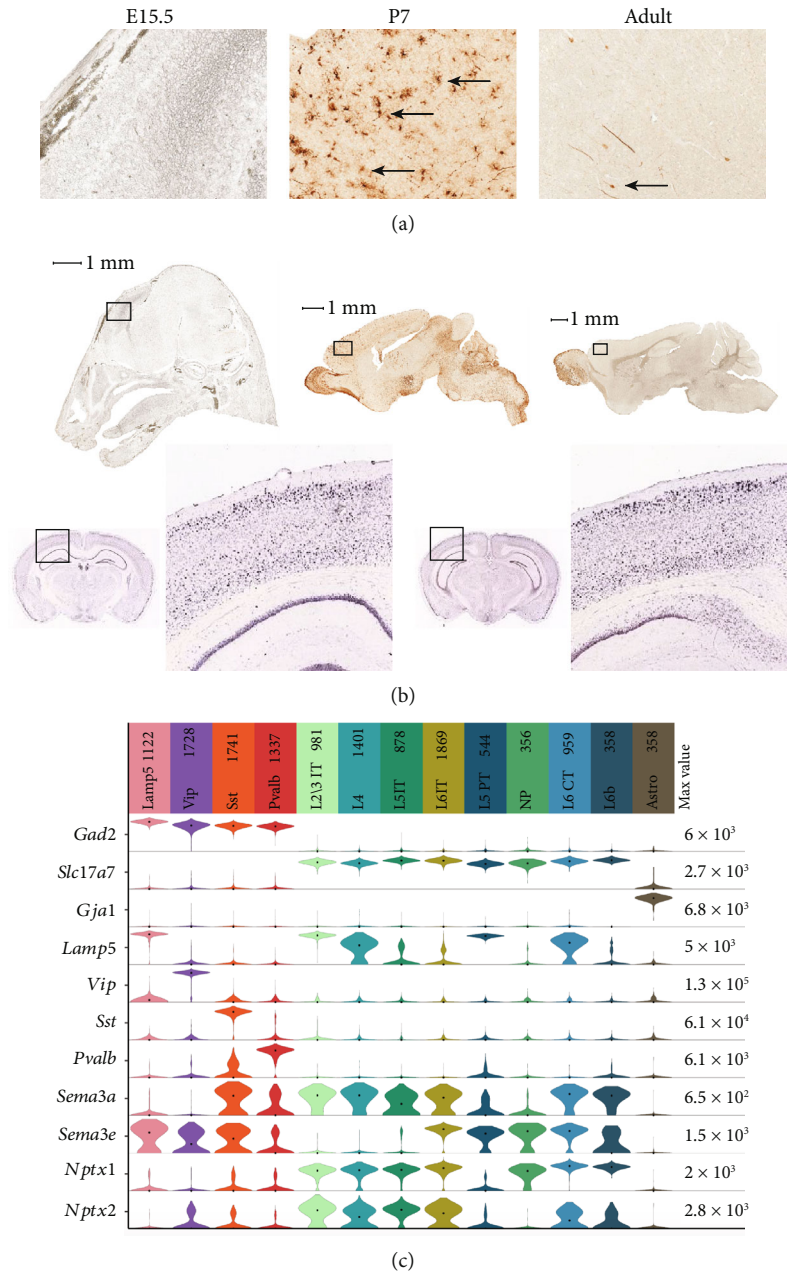 E15.5 P7 Adult
(a)
1 mm
1 mm
1 mm
(b)
Lamp5 1122
Vip 1728
Sst 1741
Pvalb 1337
L2\3 IT 981
L4 1401
L5 IT 878
L6 IT 1869
L5 PT 544
NP 356
L6 CT 959
L6b 358
Astro 358
Max value
Gad2 6 × 10³
Slc17a7 2.7 × 10³
Gja1 6.8 × 10³
Lamp5 5 × 10³
Vip 1.3 × 10⁵
Sst 6.1 × 10⁴
Pvalb 6.1 × 10³
Sema3a 6.5 × 10²
Sema3e 1.5 × 10³
Nptx1 2 × 10³
Nptx2 2.8 × 10³
(c)